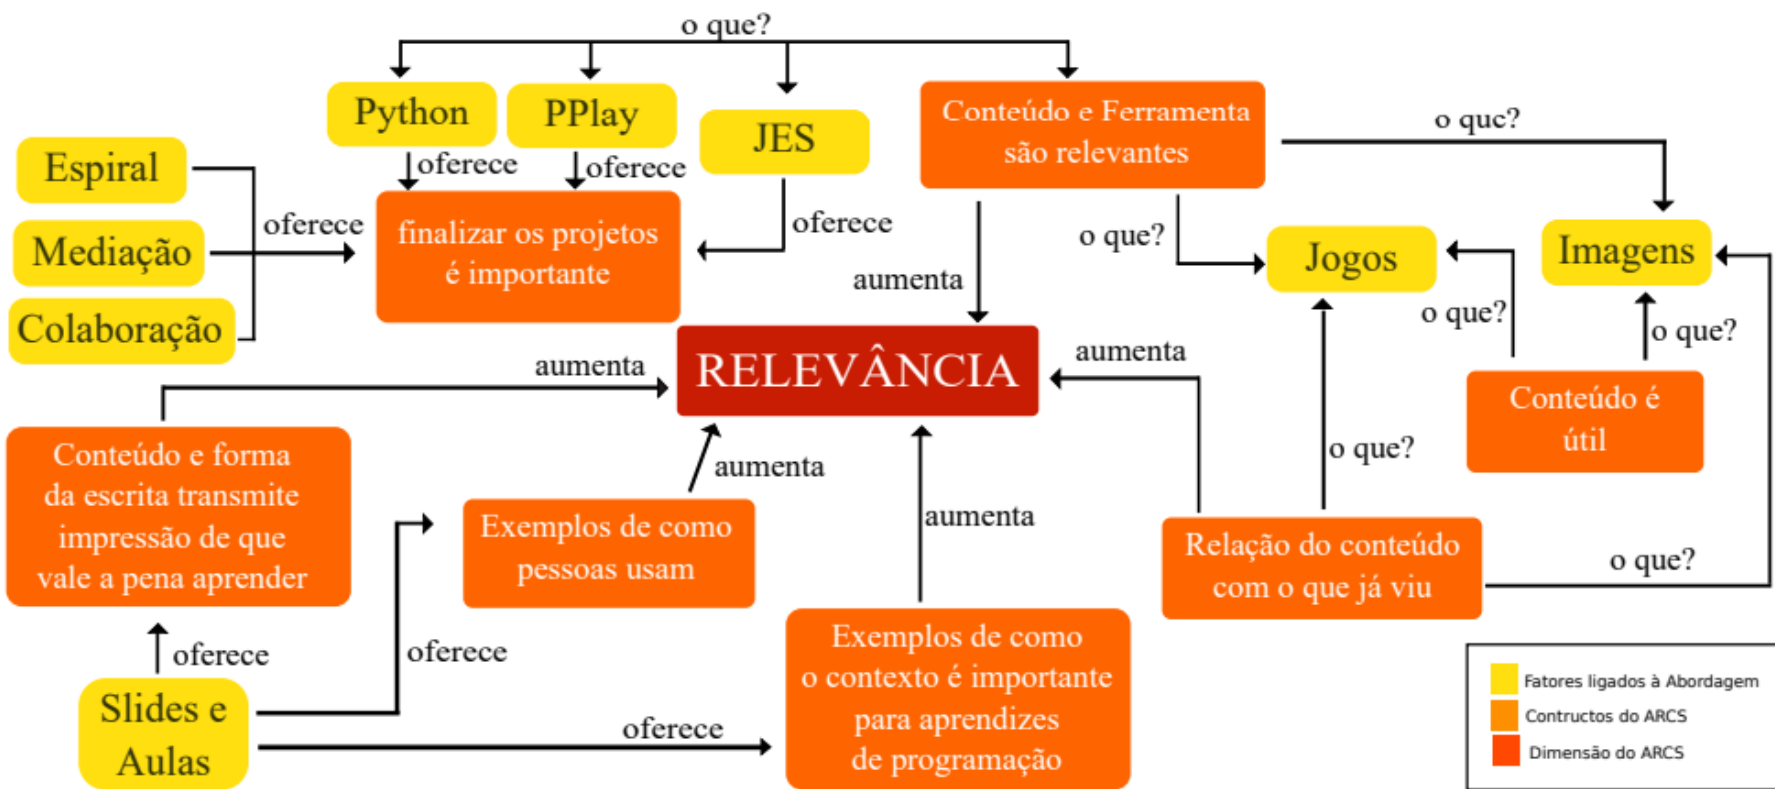 o que?
Python
PPlay
JES
Conteúdo e Ferramenta
são relevantes
o que?
Espiral
oferece
oferece
Mediação
oferece
finalizar os projetos
é importante
oferece
o que?
Jogos
Imagens
Colaboração
aumenta
o que?
o que?
aumenta
RELEVÂNCIA
aumenta
Conteúdo é
útil
Conteúdo e forma
da escrita transmite
impressão de que
vale a pena aprender
aumenta
o que?
Exemplos de como
pessoas usam
aumenta
Relação do conteúdo
com o que já viu
o que?
oferece
oferece
Exemplos de como
o contexto é importante
para aprendizes
de programação
Slides e
Aulas
oferece
Fatores ligados à Abordagem
Contructos do ARCS
Dimensão do ARCS